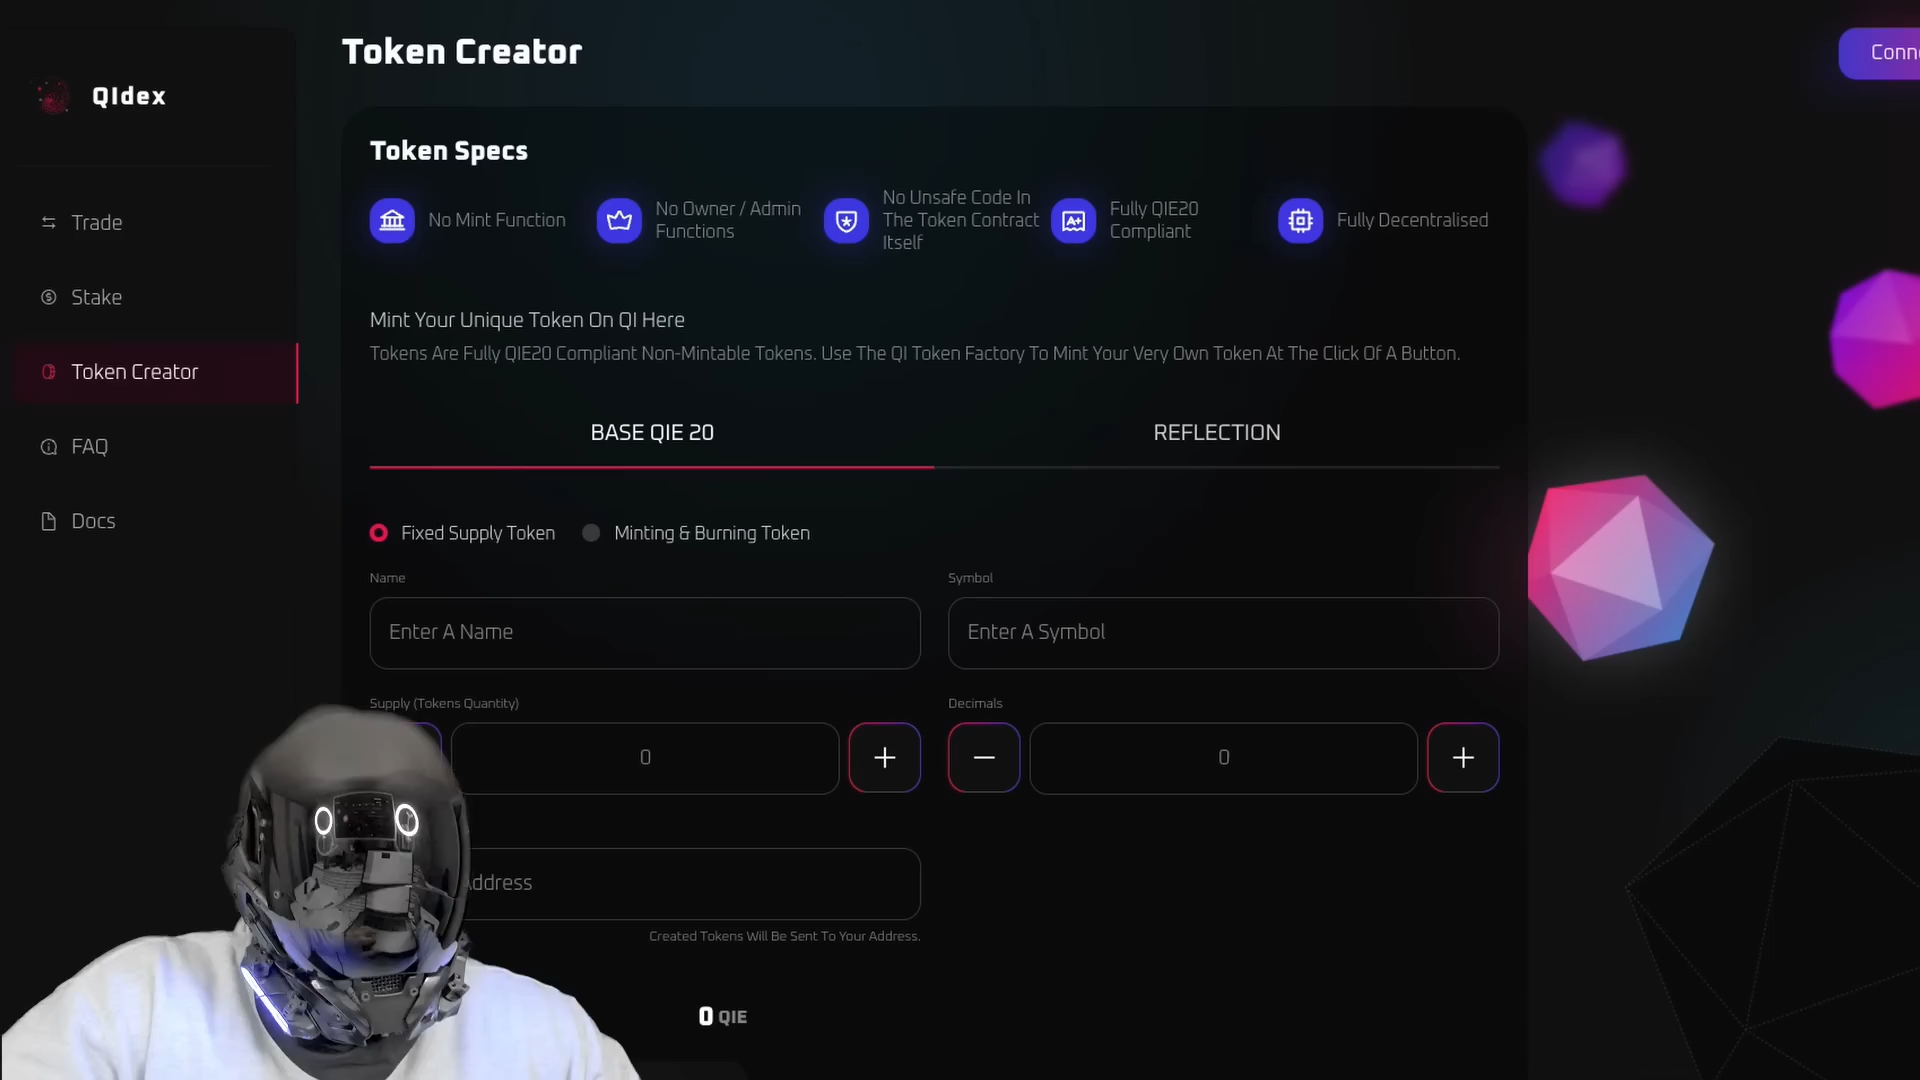 Token Creator
Conn
QIdex
Trade
Stake
Token Creator
FAQ
Docs
Token Specs
No Mint Function
No Owner / Admin
Functions
No Unsafe Code In
The Token Contract
Itself
A+
Fully QIE20
Compliant
Fully Decentralised
Mint Your Unique Token On QI Here
Tokens Are Fully QIE20 Compliant Non-Mintable Tokens. Use The QI Token Factory To Mint Your Very Own Token At The Click Of A Button.
BASE QIE 20
REFLECTION
Fixed Supply Token
Minting & Burning Token
Name
Symbol
Enter A Name
Enter A Symbol
Supply (Tokens Quantity)
Decimals
0
+
−
0
+
Address
Created Tokens Will Be Sent To Your Address.
0 QIE